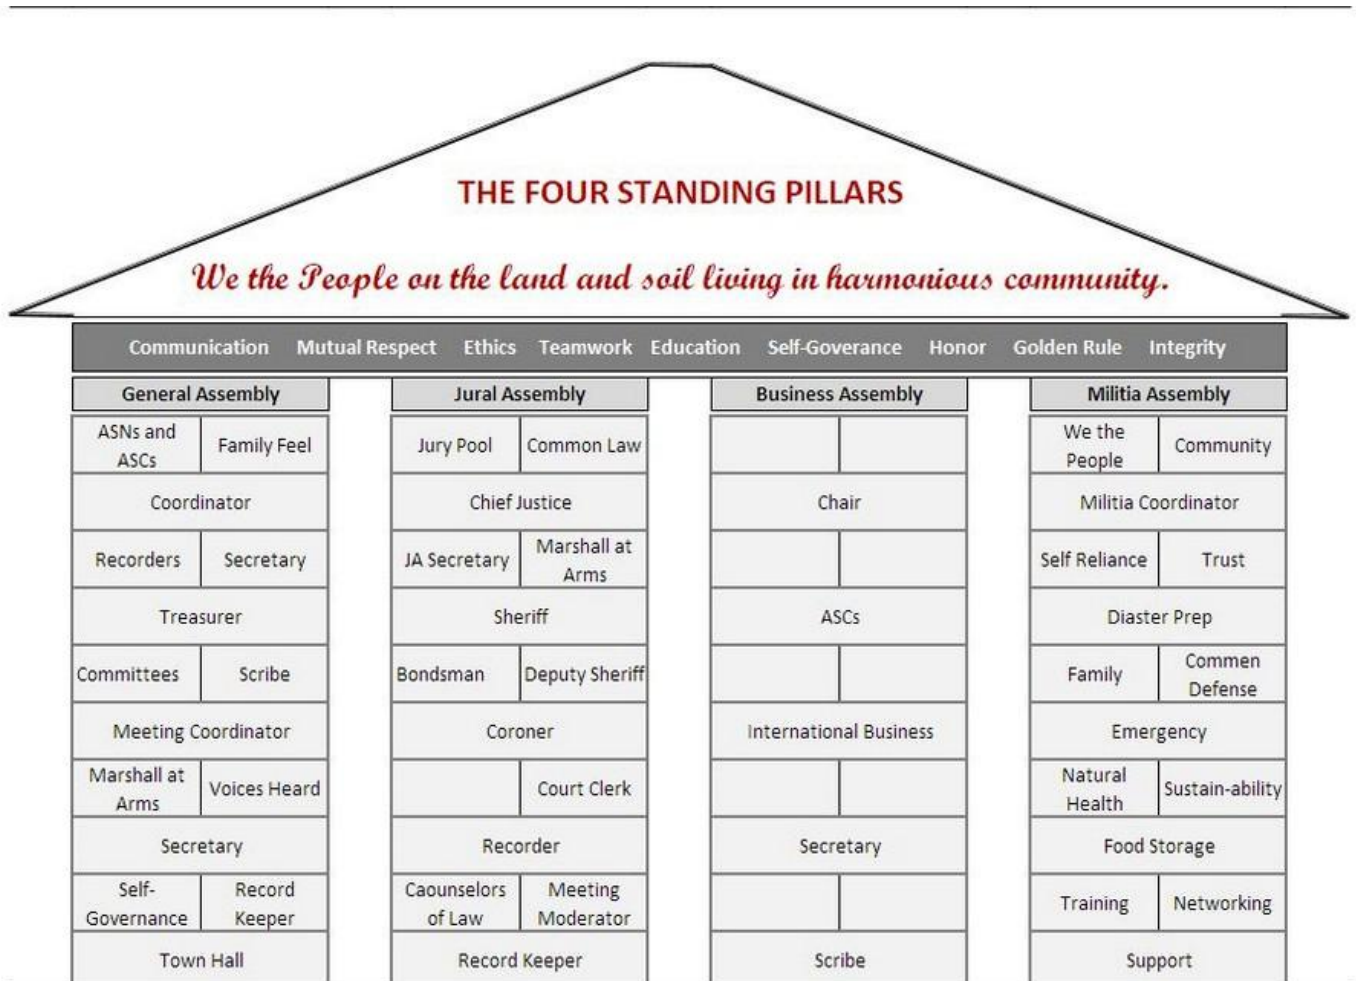 THE FOUR STANDING PILLARS
We the People on the land and soil living in harmonious community.
Communication Mutual Respect Ethics Teamwork Education Self-Goverance Honor Golden Rule Integrity
General Assembly
ASNs and
ASCs
Family Feel
Coordinator
Recorders
Secretary
Treasurer
Committees
Scribe
Meeting Coordinator
Marshall at
Arms
Voices Heard
Secretary
Self-
Governance
Record
Keeper
Town Hall
Jural Assembly
Jury Pool
Common Law
Chief Justice
JA Secretary
Marshall at
Arms
Sheriff
Bondsman
Deputy Sheriff
Coroner
Court Clerk
Recorder
Caounselors
of Law
Meeting
Moderator
Record Keeper
Business Assembly
Chair
ASCs
International Business
Secretary
Scribe
Militia Assembly
We the
People
Community
Militia Coordinator
Self Reliance
Trust
Diaster Prep
Family
Commen
Defense
Emergency
Natural
Health
Sustain-ability
Food Storage
Training
Networking
Support